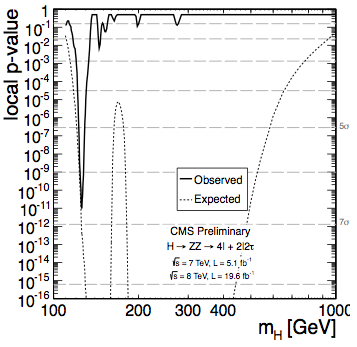 local p-value
1
10-1
10-2
10-3
10-4
10-5
10-6
10-7
10-8
10-9
10-10
10-11
10-12
10-13
10-14
10-15
10-16
5σ
7σ
Observed
Expected
CMS Preliminary
H → ZZ → 4l + 2l2τ
√s = 7 TeV, L = 5.1 fb-1
√s = 8 TeV, L = 19.6 fb-1
100 200 300 400 1000
mH [GeV]